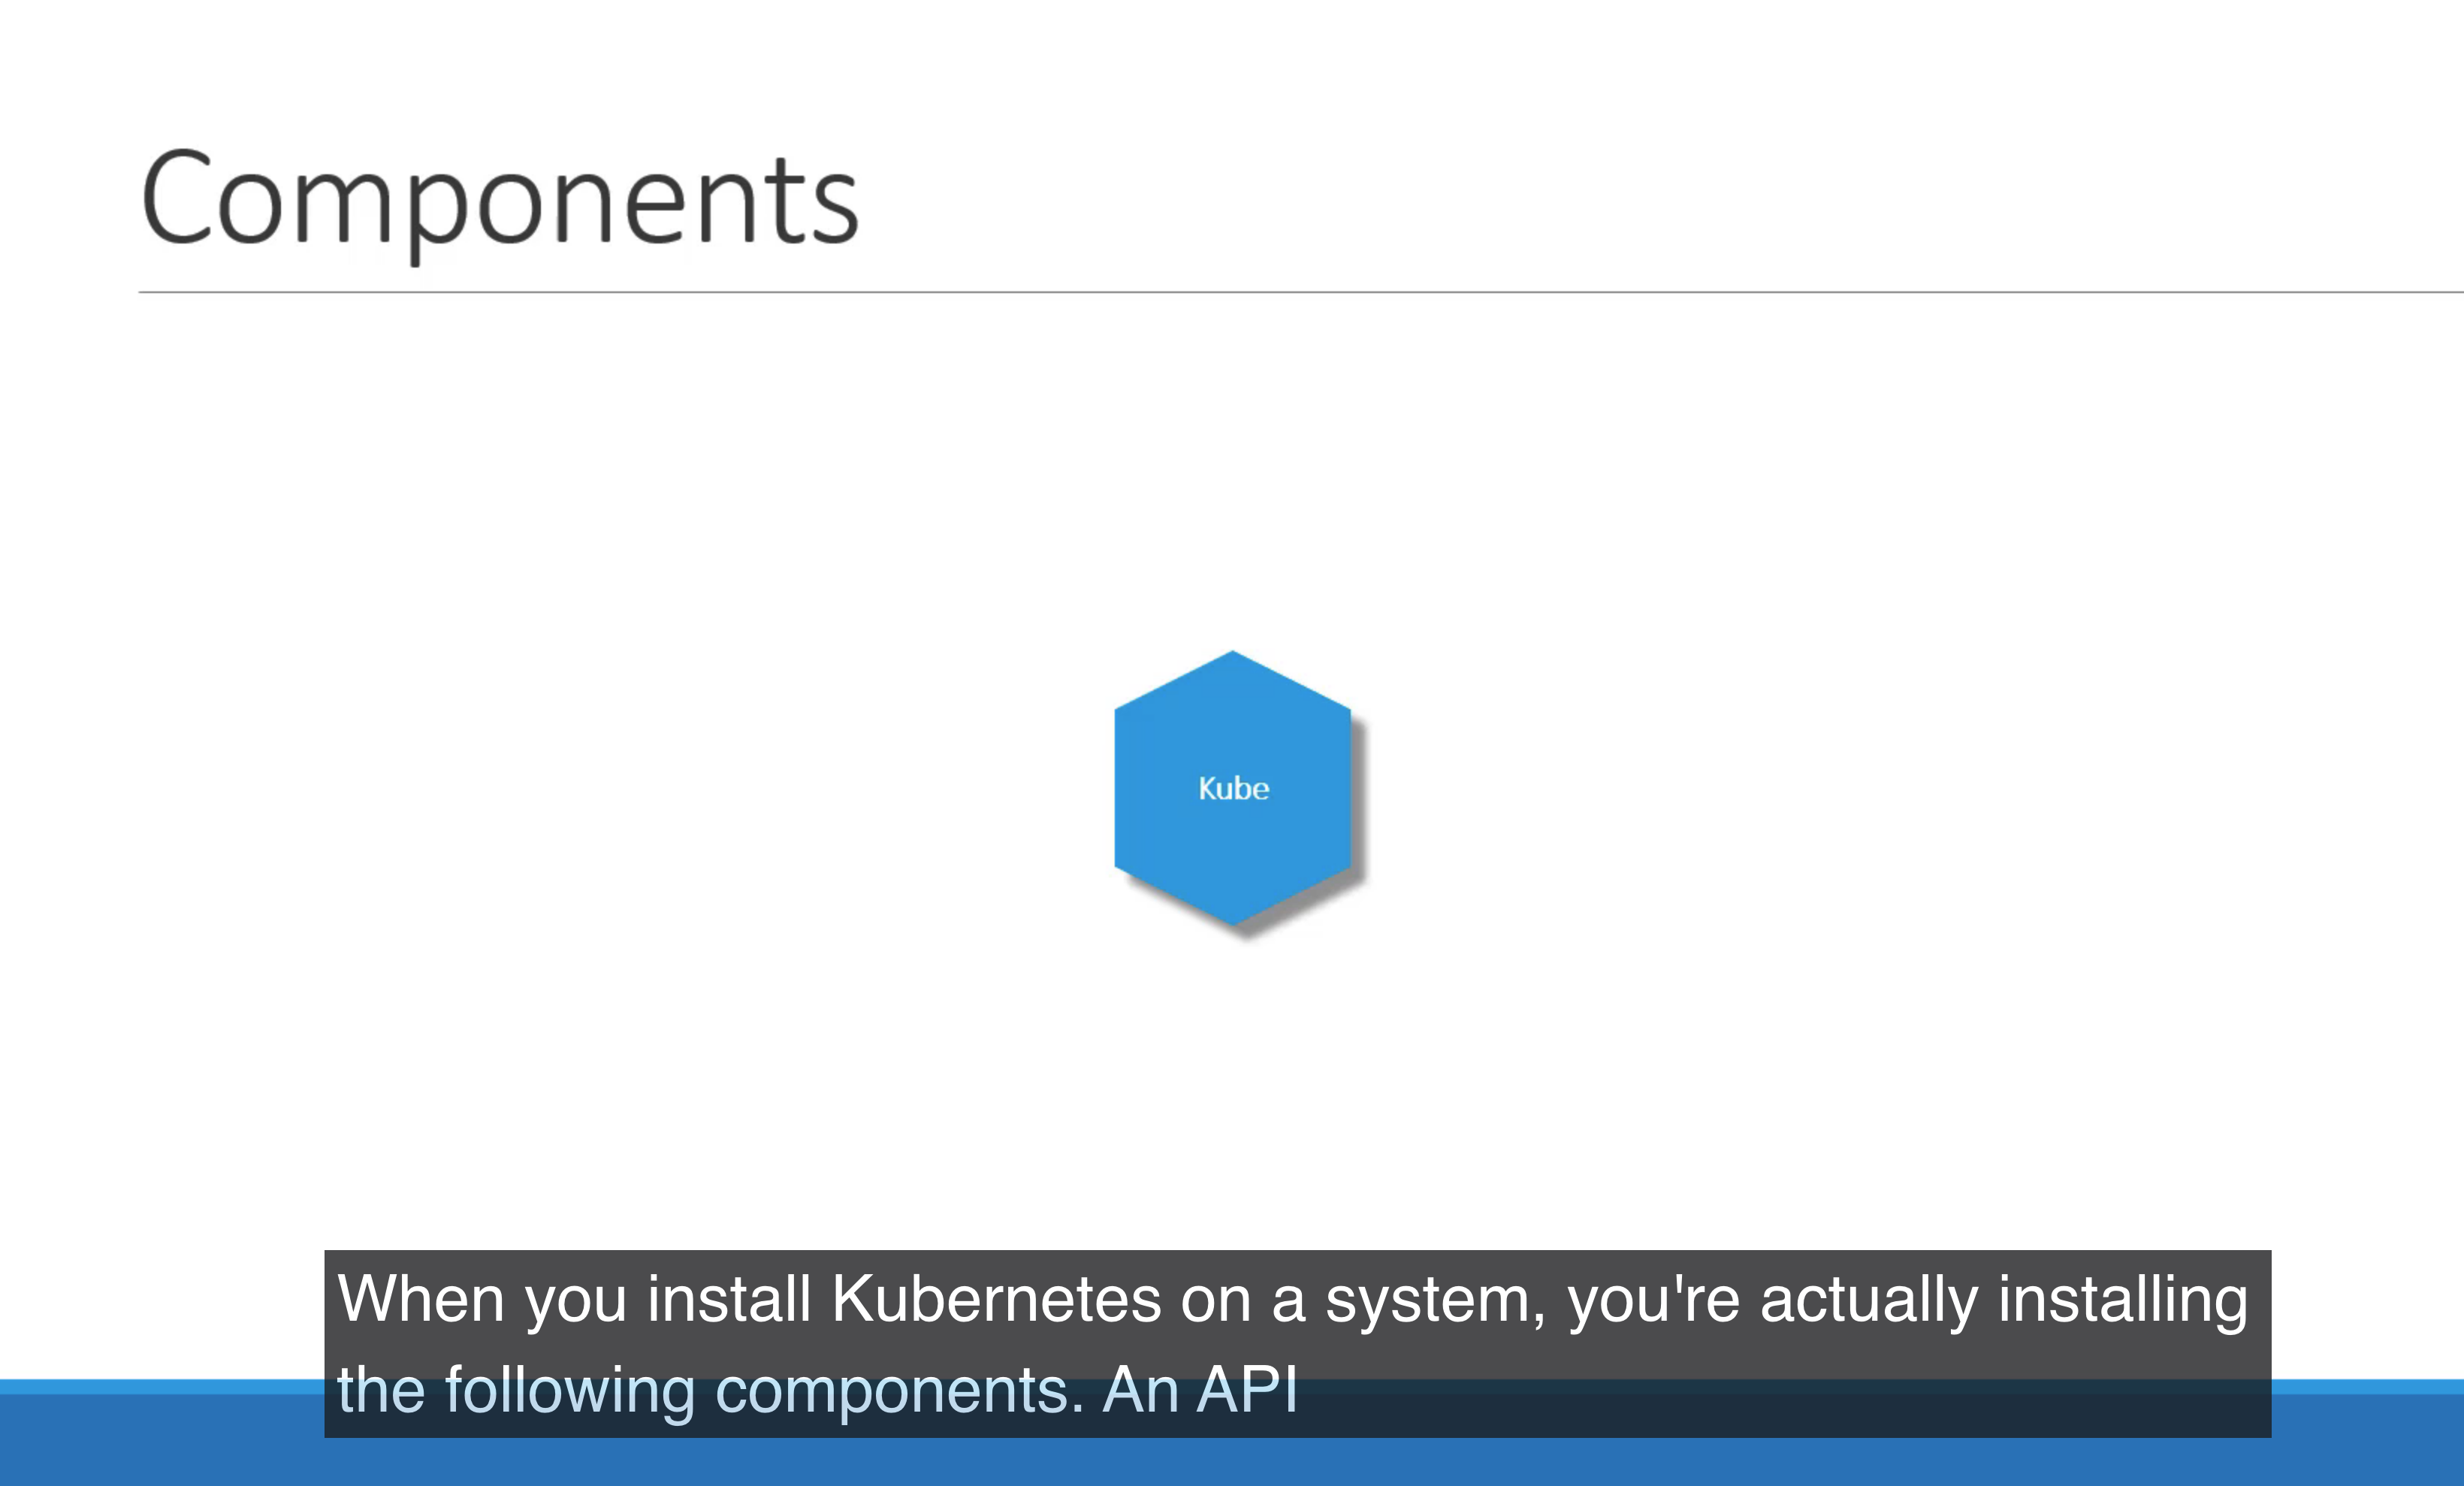 Components
Kube
When you install Kubernetes on a system, you're actually installing
the following components. An API